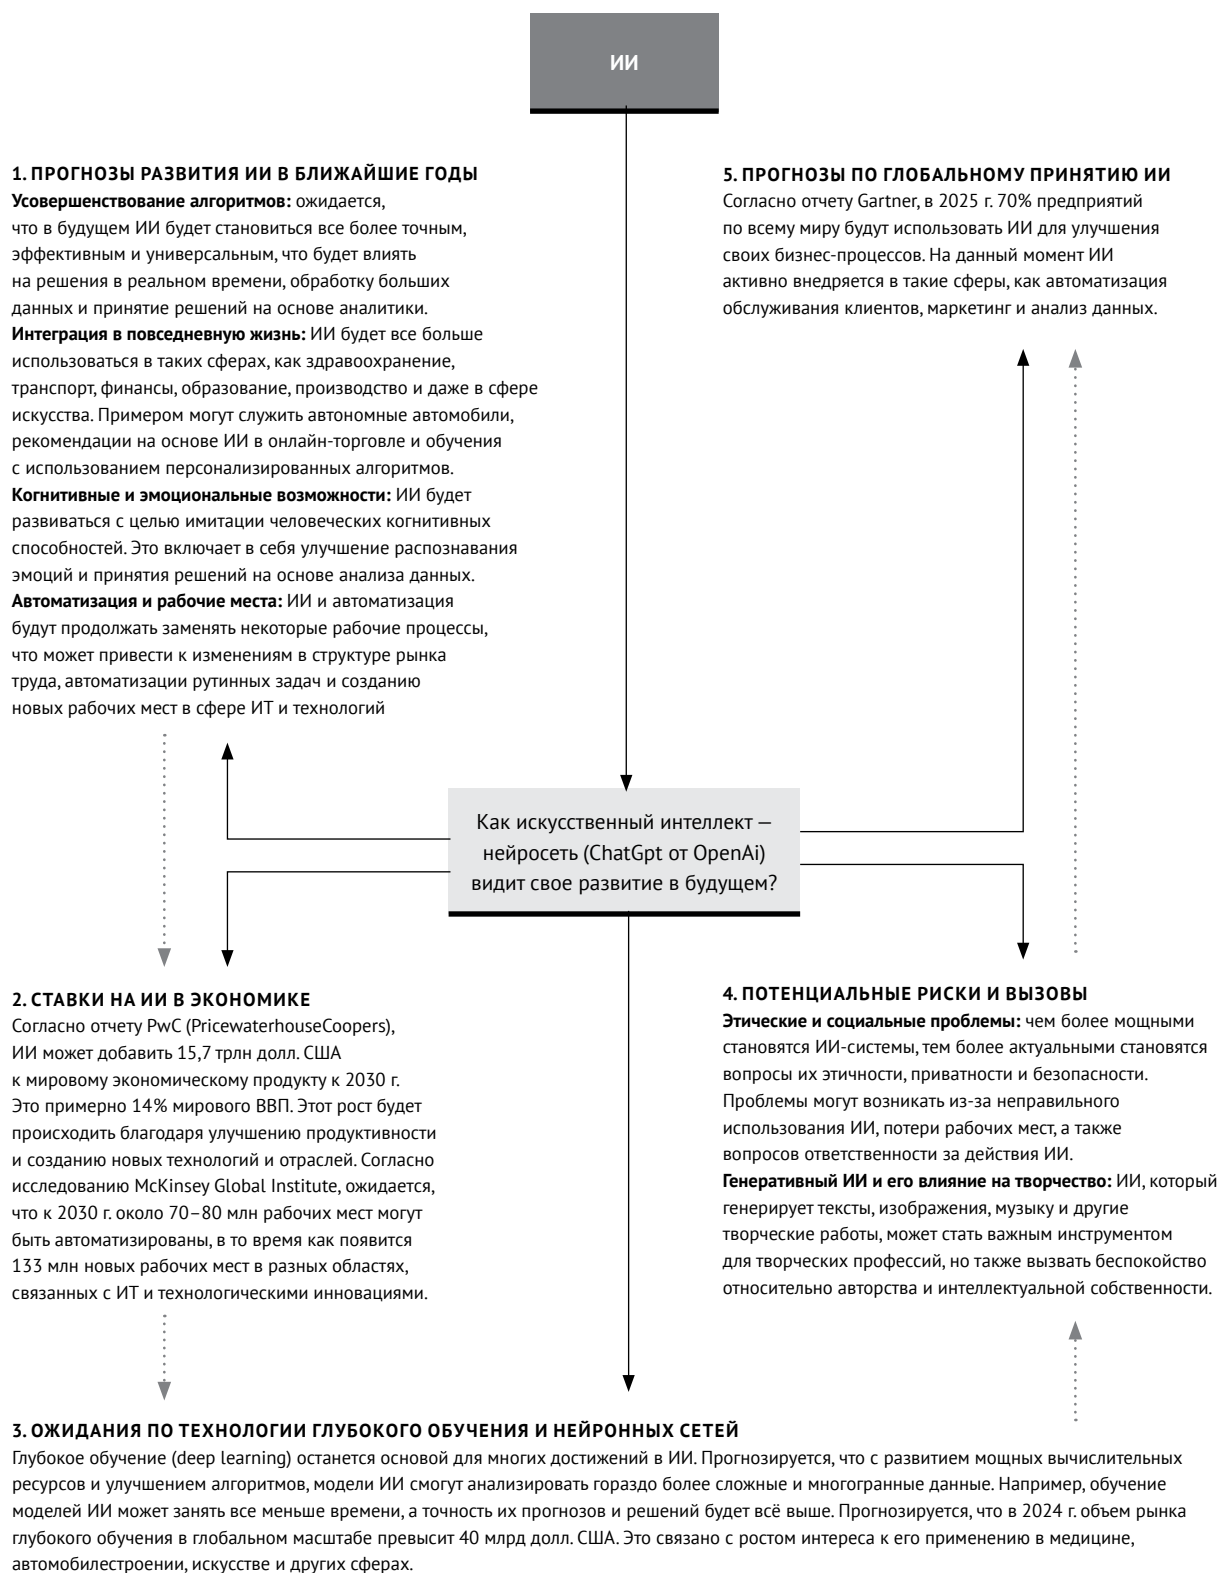 ИИ
1. ПРОГНОЗЫ РАЗВИТИЯ ИИ В БЛИЖАЙШИЕ ГОДЫ
Усовершенствование алгоритмов: ожидается,
что в будущем ИИ будет становиться все более точным,
эффективным и универсальным, что будет влиять
на решения в реальном времени, обработку больших
данных и принятие решений на основе аналитики.
Интеграция в повседневную жизнь: ИИ будет все больше
использоваться в таких сферах, как здравоохранение,
транспорт, финансы, образование, производство и даже в сфере
искусства. Примером могут служить автономные автомобили,
рекомендации на основе ИИ в онлайн-торговле и обучения
с использованием персонализированных алгоритмов.
Когнитивные и эмоциональные возможности: ИИ будет
развиваться с целью имитации человеческих когнитивных
способностей. Это включает в себя улучшение распознавания
эмоций и принятия решений на основе анализа данных.
Автоматизация и рабочие места: ИИ и автоматизация
будут продолжать заменять некоторые рабочие процессы,
что может привести к изменениям в структуре рынка
труда, автоматизации рутинных задач и созданию
новых рабочих мест в сфере ИТ и технологий
5. ПРОГНОЗЫ ПО ГЛОБАЛЬНОМУ ПРИНЯТИЮ ИИ
Согласно отчету Gartner, в 2025 г. 70% предприятий
по всему миру будут использовать ИИ для улучшения
своих бизнес-процессов. На данный момент ИИ
активно внедряется в такие сферы, как автоматизация
обслуживания клиентов, маркетинг и анализ данных.
Как искусственный интеллект —
нейросеть (ChatGpt от OpenAi)
видит свое развитие в будущем?
2. СТАВКИ НА ИИ В ЭКОНОМИКЕ
Согласно отчету PwC (PricewaterhouseCoopers),
ИИ может добавить 15,7 трлн долл. США
к мировому экономическому продукту к 2030 г.
Это примерно 14% мирового ВВП. Этот рост будет
происходить благодаря улучшению продуктивности
и созданию новых технологий и отраслей. Согласно
исследованию McKinsey Global Institute, ожидается,
что к 2030 г. около 70–80 млн рабочих мест могут
быть автоматизированы, в то время как появится
133 млн новых рабочих мест в разных областях,
связанных с ИТ и технологическими инновациями.
4. ПОТЕНЦИАЛЬНЫЕ РИСКИ И ВЫЗОВЫ
Этические и социальные проблемы: чем более мощными
становятся ИИ-системы, тем более актуальными становятся
вопросы их этичности, приватности и безопасности.
Проблемы могут возникать из-за неправильного
использования ИИ, потери рабочих мест, а также
вопросов ответственности за действия ИИ.
Генеративный ИИ и его влияние на творчество: ИИ, который
генерирует тексты, изображения, музыку и другие
творческие работы, может стать важным инструментом
для творческих профессий, но также вызвать беспокойство
относительно авторства и интеллектуальной собственности.
3. ОЖИДАНИЯ ПО ТЕХНОЛОГИИ ГЛУБОКОГО ОБУЧЕНИЯ И НЕЙРОННЫХ СЕТЕЙ
Глубокое обучение (deep learning) останется основой для многих достижений в ИИ. Прогнозируется, что с развитием мощных вычислительных
ресурсов и улучшением алгоритмов, модели ИИ смогут анализировать гораздо более сложные и многогранные данные. Например, обучение
моделей ИИ может занять все меньше времени, а точность их прогнозов и решений будет всё выше. Прогнозируется, что в 2024 г. объем рынка
глубокого обучения в глобальном масштабе превысит 40 млрд долл. США. Это связано с ростом интереса к его применению в медицине,
автомобилестроении, искусстве и других сферах.